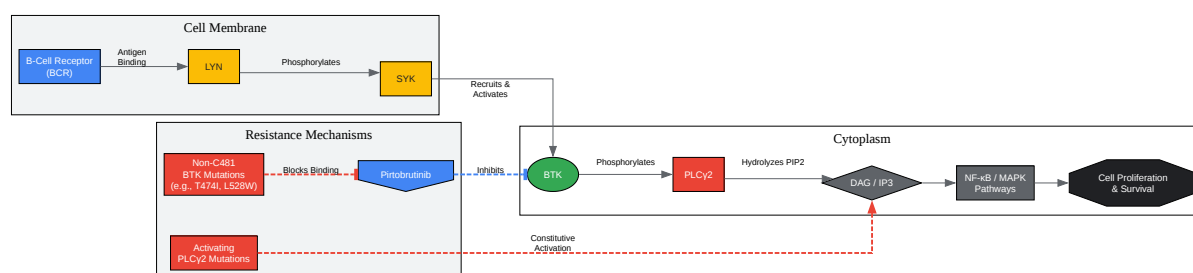 Cell Membrane
B-Cell Receptor
(BCR)
Antigen
Binding
LYN
Phosphorylates
SYK
Recruits &
Activates
Resistance Mechanisms
Non-C481
BTK Mutations
(e.g., T474I, L528W)
Blocks Binding
Pirtobrutinib
Inhibits
Activating
PLCγ2 Mutations
Constitutive
Activation
Cytoplasm
BTK
Phosphorylates
PLCγ2
Hydrolyzes PIP2
DAG / IP3
NF-κB / MAPK
Pathways
Cell Proliferation
& Survival